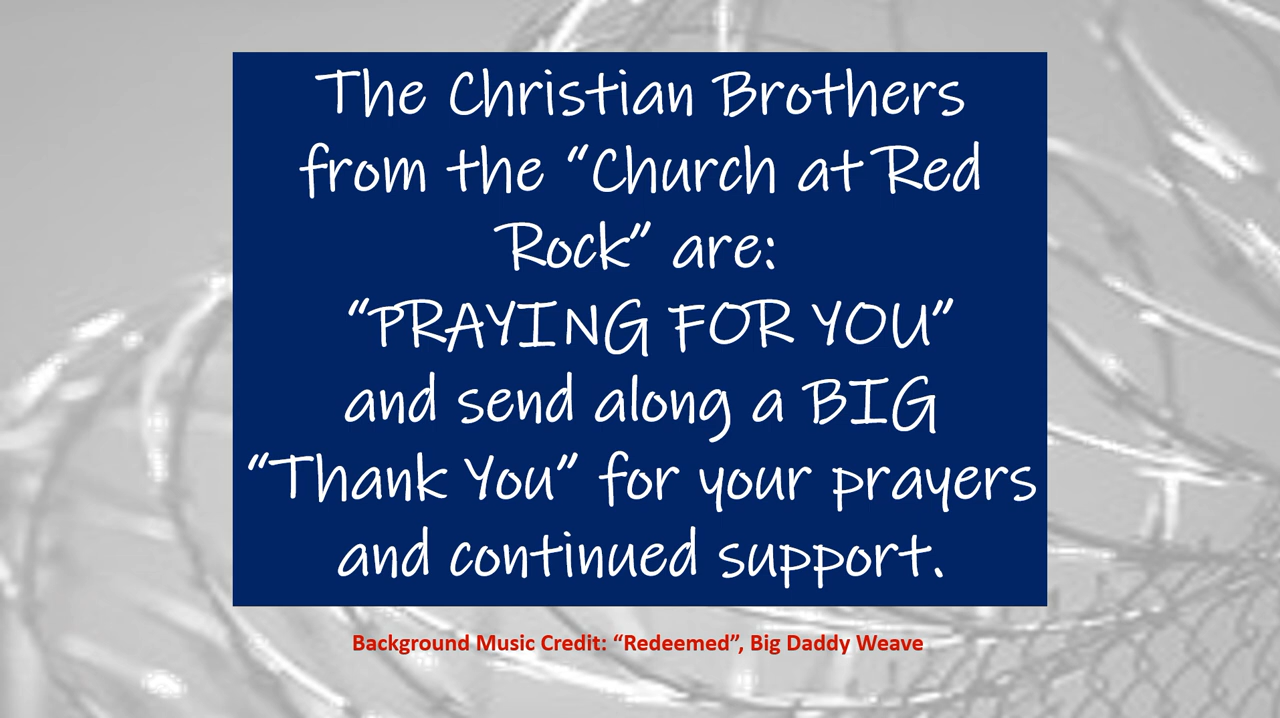 The Christian Brothers
from the “Church at Red
Rock” are:
“PRAYING FOR YOU”
and send along a BIG
“Thank You” for your prayers
and continued support.
Background Music Credit: “Redeemed”, Big Daddy Weave